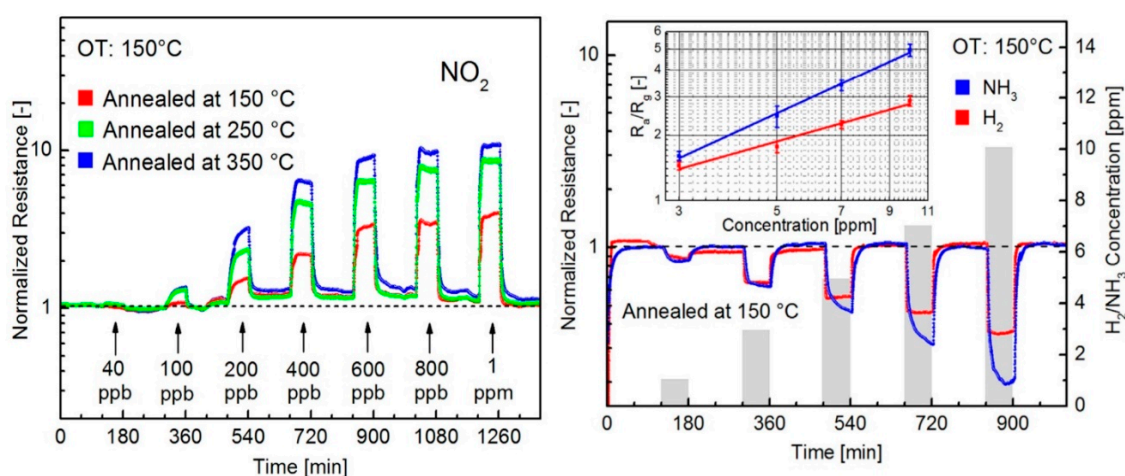 OT: 150°C
NO2
Annealed at 150 °C
Annealed at 250 °C
Annealed at 350 °C
Normalized Resistance [-]
10
1
40 100 200 400 600 800 1
ppb ppb ppb ppb ppb ppb ppm
0 180 360 540 720 900 1080 1260
Time [min]
OT: 150°C
NH3
H2
Normalized Resistance [-]
10
1
Ra/Rg [-]
6
5
4
3
2
1
3 5 7 9 11
Concentration [ppm]
Annealed at 150 °C
H2/NH3 Concentration [ppm]
14
12
10
8
6
4
2
0
0 180 360 540 720 900
Time [min]